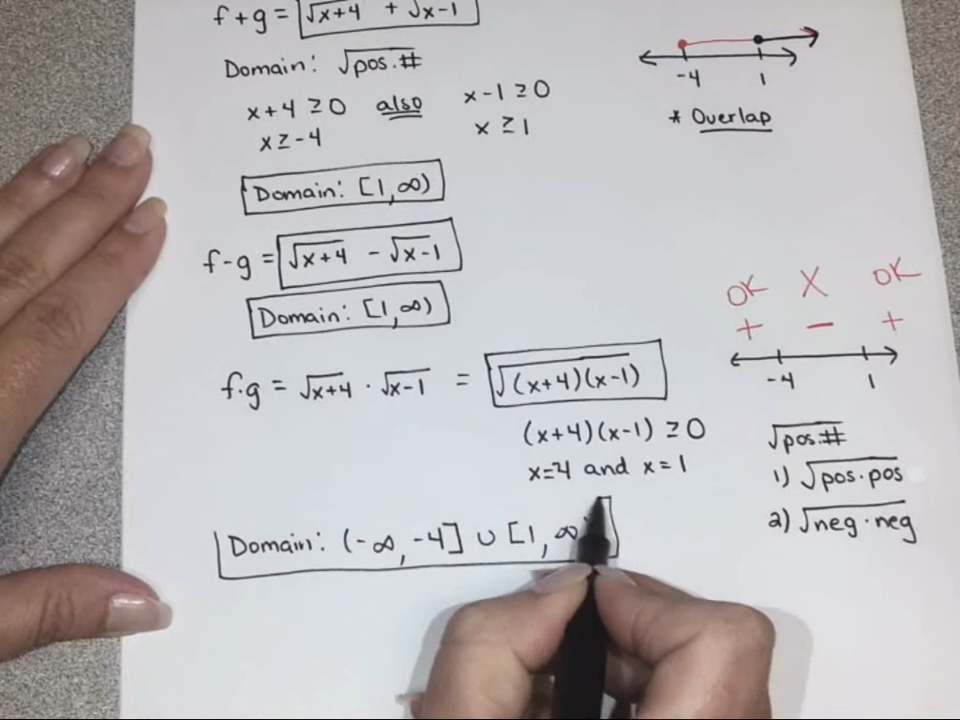 f+g = √x+4 + √x-1
Domain: √pos.#
x+4 ≥ 0 also x-1 ≥ 0
x ≥ -4 x ≥ 1
Domain: [1,∞)
-4 1
* Overlap
f-g = √x+4 - √x-1
Domain: [1,∞)
f·g = √x+4 · √x-1 = √(x+4)(x-1)
(x+4)(x-1) ≥ 0
x=-4 and x=1
Domain: (-∞,-4] ∪ [1,∞
OK X OK
+ - +
-4 1
√pos.#
1) √pos·pos
2) √neg·neg